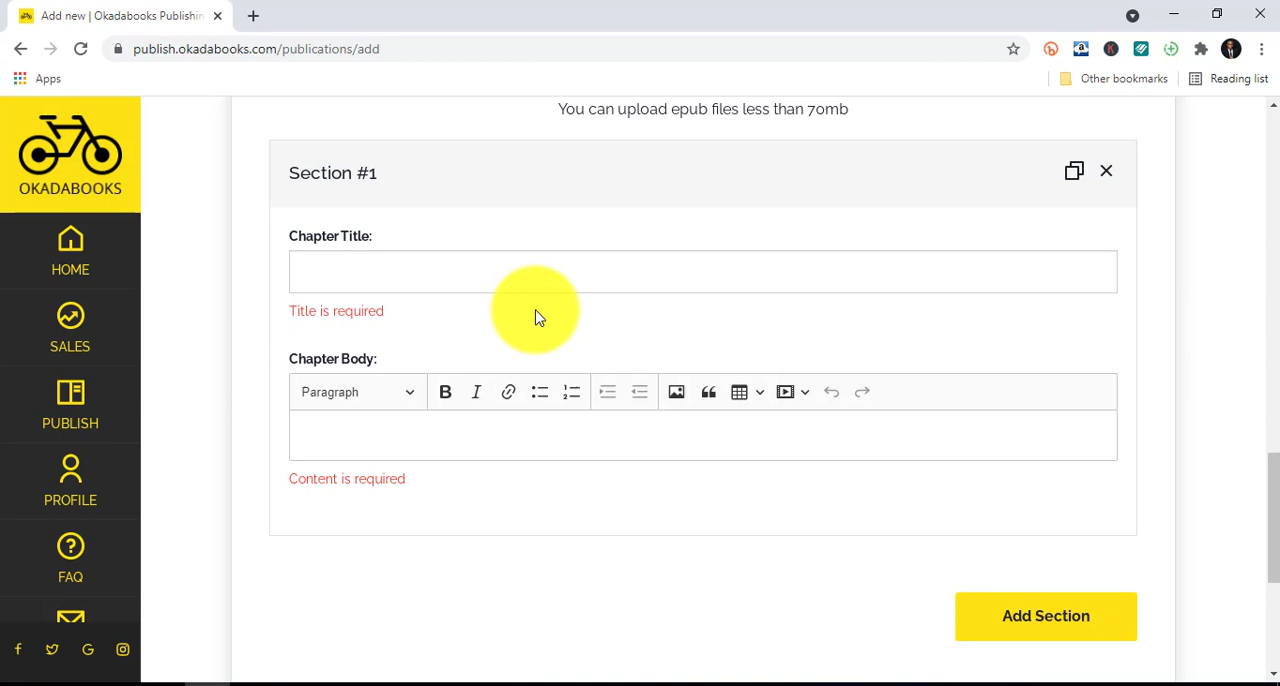 Add new | Okadabooks Publishin
publish.okadabooks.com/publications/add
Apps
Other bookmarks
Reading list
OKADABOOKS
HOME
SALES
PUBLISH
PROFILE
FAQ
You can upload epub files less than 70mb
Section #1
Chapter Title:
Title is required
Chapter Body:
Paragraph
Content is required
Add Section